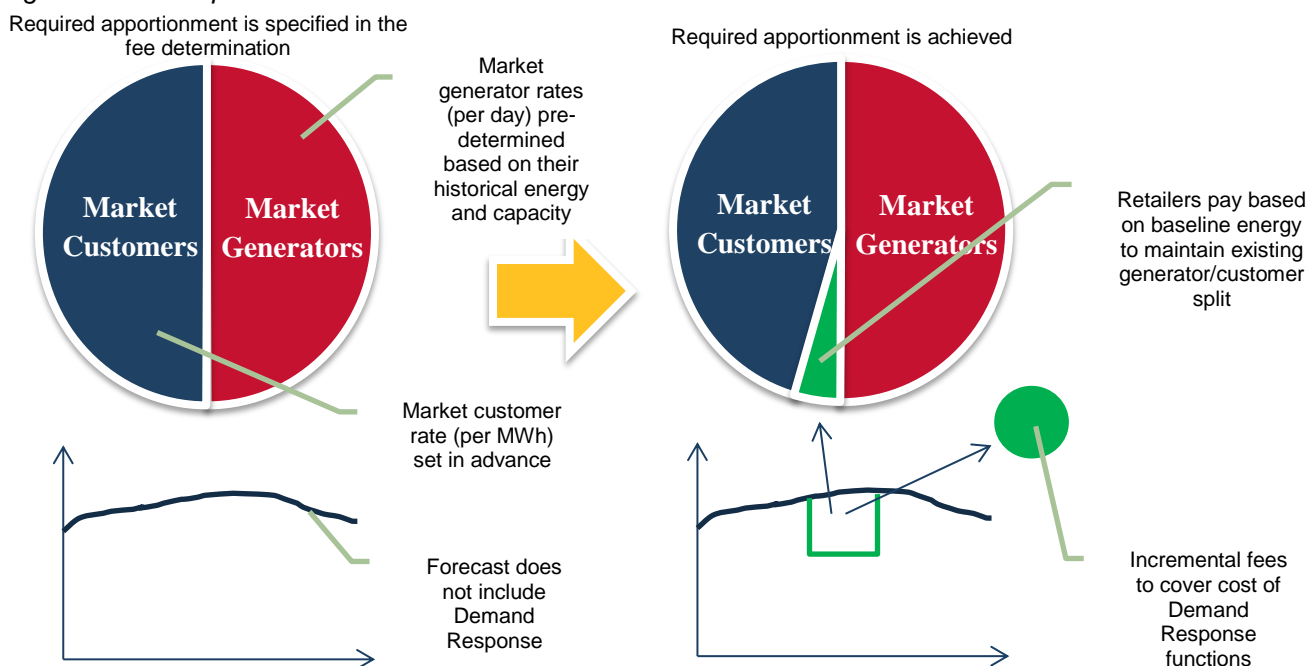 Required apportionment is specified in the
fee determination
Market
Customers
Market
Generators
Market
generator rates
(per day) pre-
determined
based on their
historical energy
and capacity
Market customer
rate (per MWh)
set in advance
Forecast does
not include
Demand
Response
Required apportionment is achieved
Market
Customers
Market
Generators
Retailers pay based
on baseline energy
to maintain existing
generator/customer
split
Incremental fees
to cover cost of
Demand
Response
functions